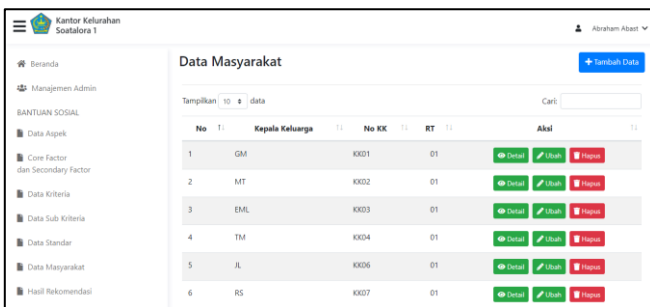 Kantor Kelurahan
Soatalora 1
Abraham Abast
Beranda
Manajemen Admin
BANTUAN SOSIAL
Data Aspek
Core Factor
dan Secondary Factor
Data Kriteria
Data Sub Kriteria
Data Standar
Data Masyarakat
Hasil Rekomendasi
Data Masyarakat
+ Tambah Data
Tampilkan 10 data
Cari:
No Kepala Keluarga No KK RT Aksi
1 GM KK01 01 Detail Ubah Hapus
2 MT KK02 01 Detail Ubah Hapus
3 EML KK03 01 Detail Ubah Hapus
4 TM KK04 01 Detail Ubah Hapus
5 JL KK06 01 Detail Ubah Hapus
6 RS KK07 01 Detail Ubah Hapus